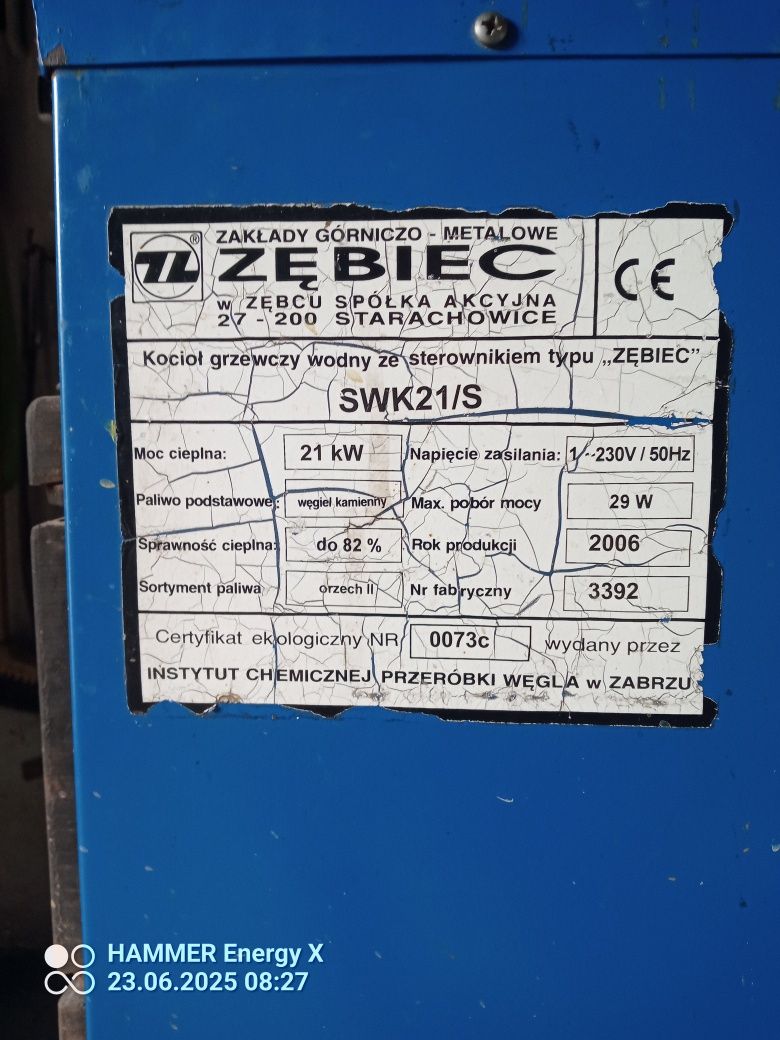 ZAKŁADY GÓRNICZO - METALOWE
®
ZĘBIEC
w ZĘBCU SPÓŁKA AKCYJNA
27 - 200 STARACHOWICE
CE
Kocioł grzewczy wodny ze sterownikiem typu „ZĘBIEC"
SWK21/S
Moc cieplna: 21 kW Napięcie zasilania: 1 ~230V / 50Hz
Paliwo podstawowe: węgiel kamienny Max. pobór mocy 29 W
Sprawność cieplna: do 82 % Rok produkcji 2006
Sortyment paliwa orzech II Nr fabryczny 3392
Certyfikat ekologiczny NR 0073c wydany przez
INSTYTUT CHEMICZNEJ PRZERÓBKI WĘGLA w ZABRZU
HAMMER Energy X
23.06.2025 08:27